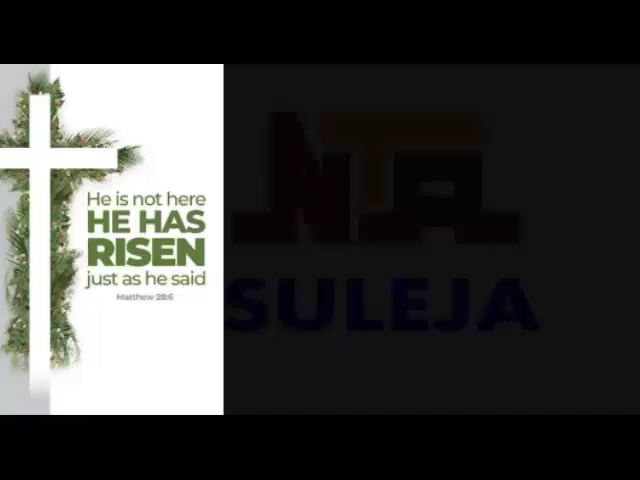 He is not here
HE HAS
RISEN
just as he said
Matthew 28:6
NTA
SULEJA